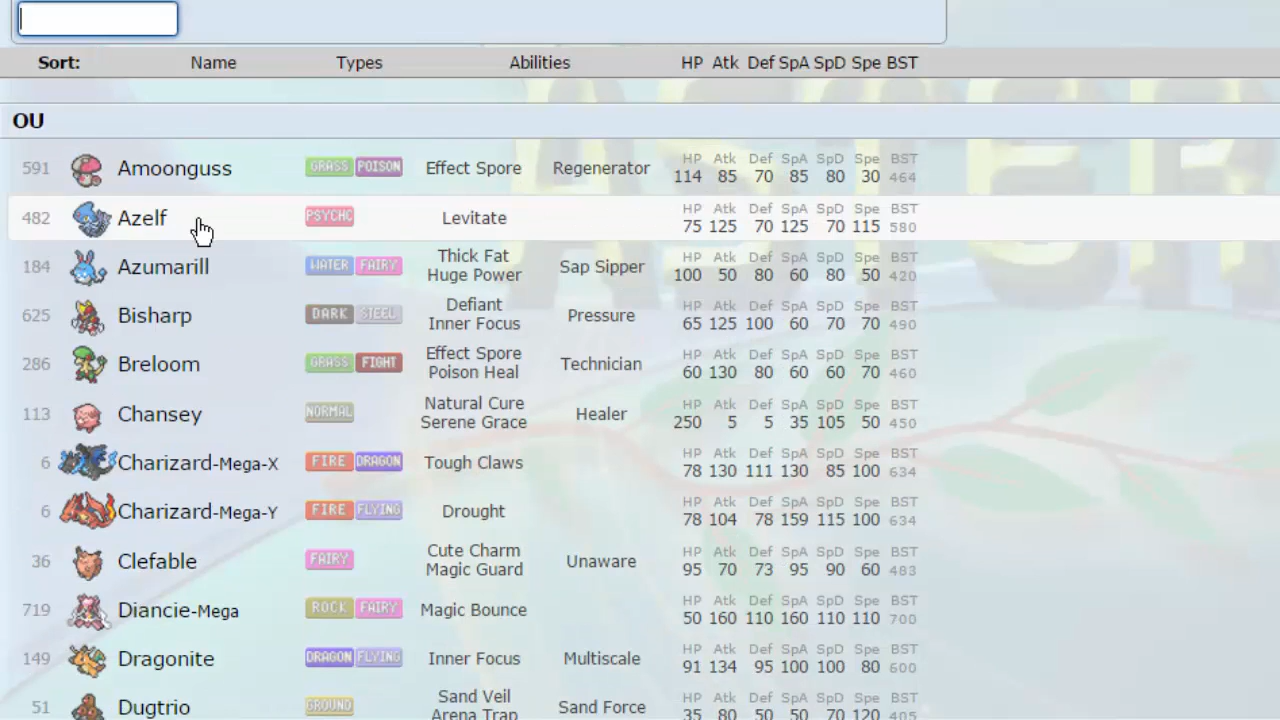 Sort: Name Types Abilities HP Atk Def SpA SpD Spe BST
OU
HP Atk Def SpA SpD Spe BST
591 Amoonguss GRASS POISON Effect Spore Regenerator 114 85 70 85 80 30 464
HP Atk Def SpA SpD Spe BST
482 Azelf PSYCHC Levitate 75 125 70 125 70 115 580
Thick Fat HP Atk Def SpA SpD Spe BST
184 Azumarill WATER FAIRY Huge Power Sap Sipper 100 50 80 60 80 50 420
Defiant HP Atk Def SpA SpD Spe BST
625 Bisharp DARK STEEL Inner Focus Pressure 65 125 100 60 70 70 490
Effect Spore HP Atk Def SpA SpD Spe BST
286 Breloom GRASS FIGHT Poison Heal Technician 60 130 80 60 60 70 460
Natural Cure HP Atk Def SpA SpD Spe BST
113 Chansey NORMAL Serene Grace Healer 250 5 5 35 105 50 450
HP Atk Def SpA SpD Spe BST
6 Charizard-Mega-X FIRE DRAGON Tough Claws 78 130 111 130 85 100 634
HP Atk Def SpA SpD Spe BST
6 Charizard-Mega-Y FIRE FLYING Drought 78 104 78 159 115 100 634
Cute Charm HP Atk Def SpA SpD Spe BST
36 Clefable FAIRY Magic Guard Unaware 95 70 73 95 90 60 483
HP Atk Def SpA SpD Spe BST
719 Diancie-Mega ROCK FAIRY Magic Bounce 50 160 110 160 110 110 700
HP Atk Def SpA SpD Spe BST
149 Dragonite DRAGON FLYING Inner Focus Multiscale 91 134 95 100 100 80 600
Sand Veil HP Atk Def SpA SpD Spe BST
51 Dugtrio GROUND Arena Trap Sand Force 35 80 50 50 70 120 405